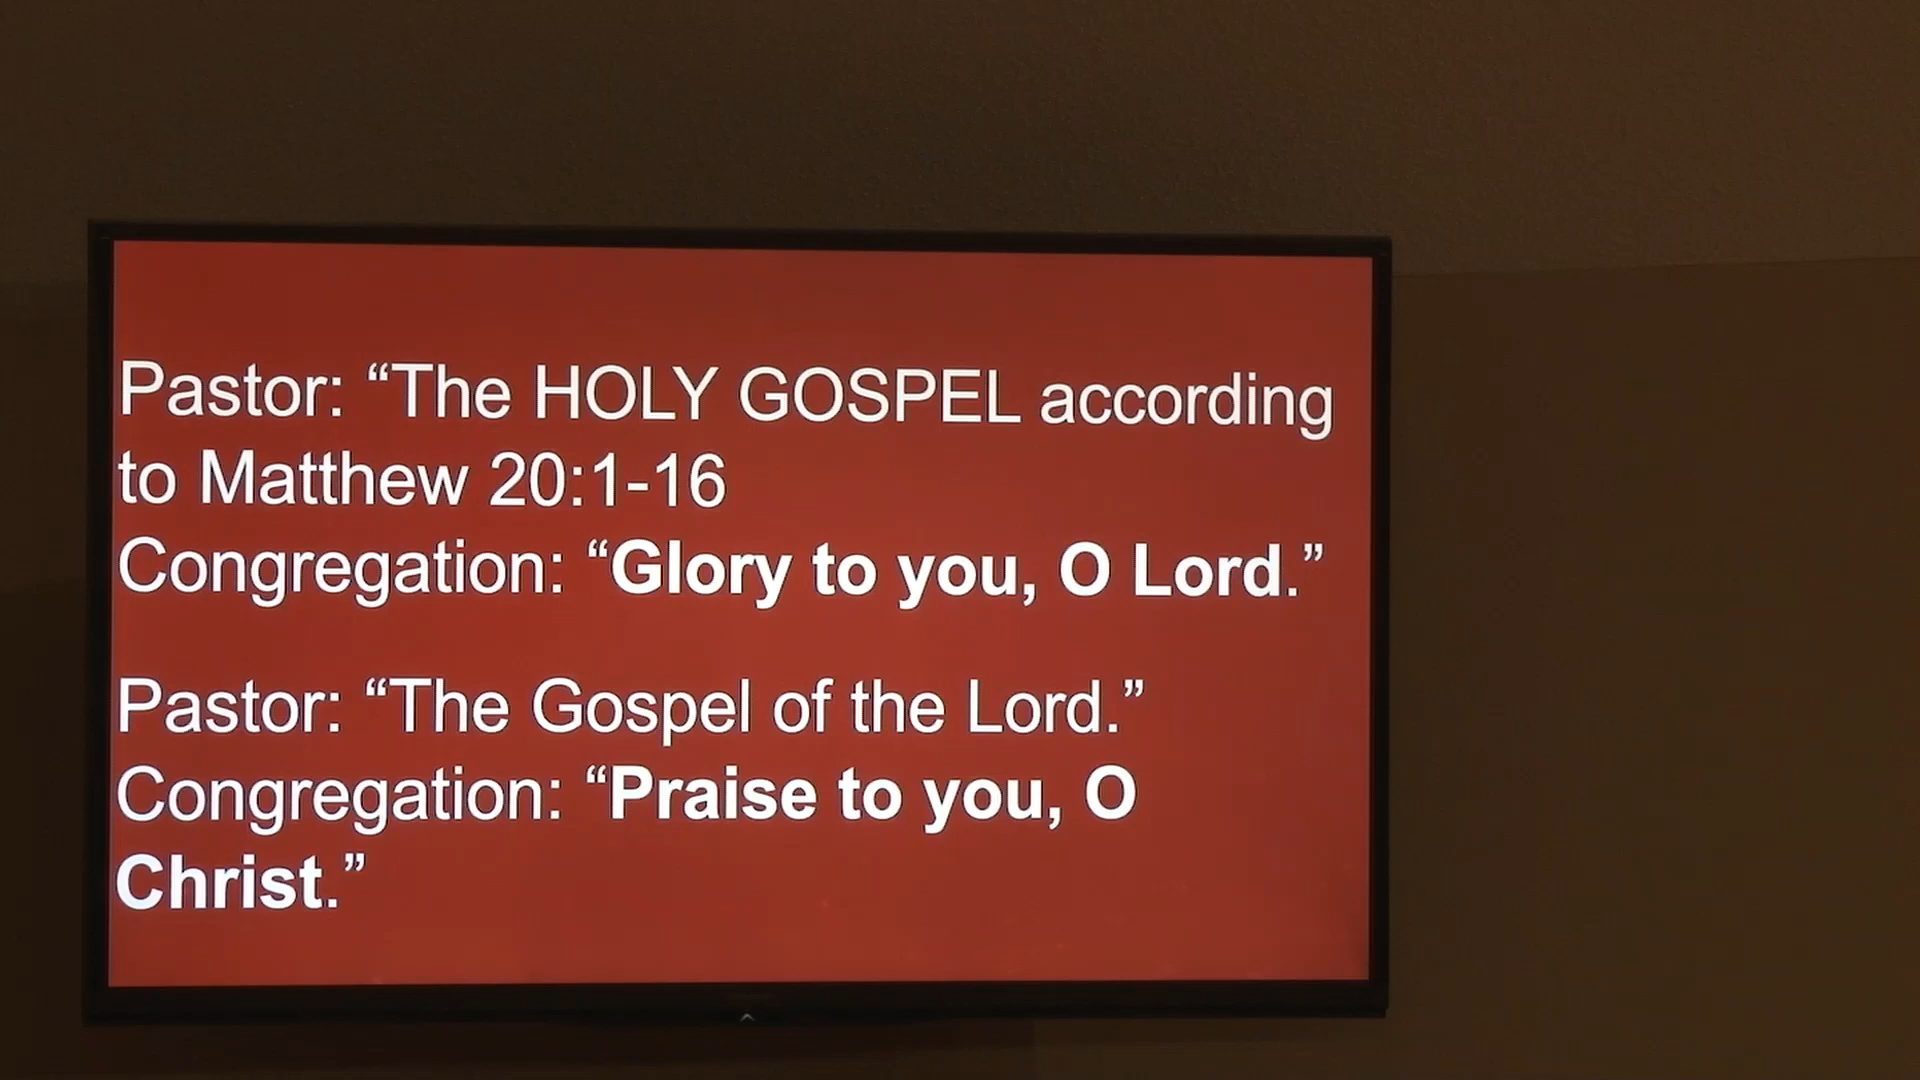 Pastor: “The HOLY GOSPEL according
to Matthew 20:1-16
Congregation: “Glory to you, O Lord.”
Pastor: “The Gospel of the Lord.”
Congregation: “Praise to you, O
Christ.”